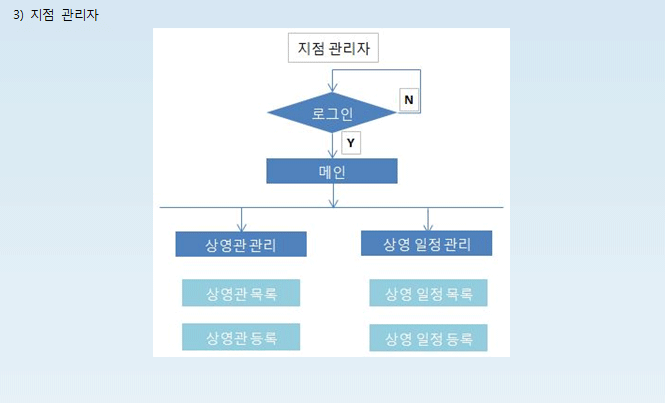 3) 지점 관리자
지점 관리자
N
로그인
Y
메인
상영관 관리
상영 일정 관리
상영관 목록
상영 일정 목록
상영관 등록
상영 일정 등록